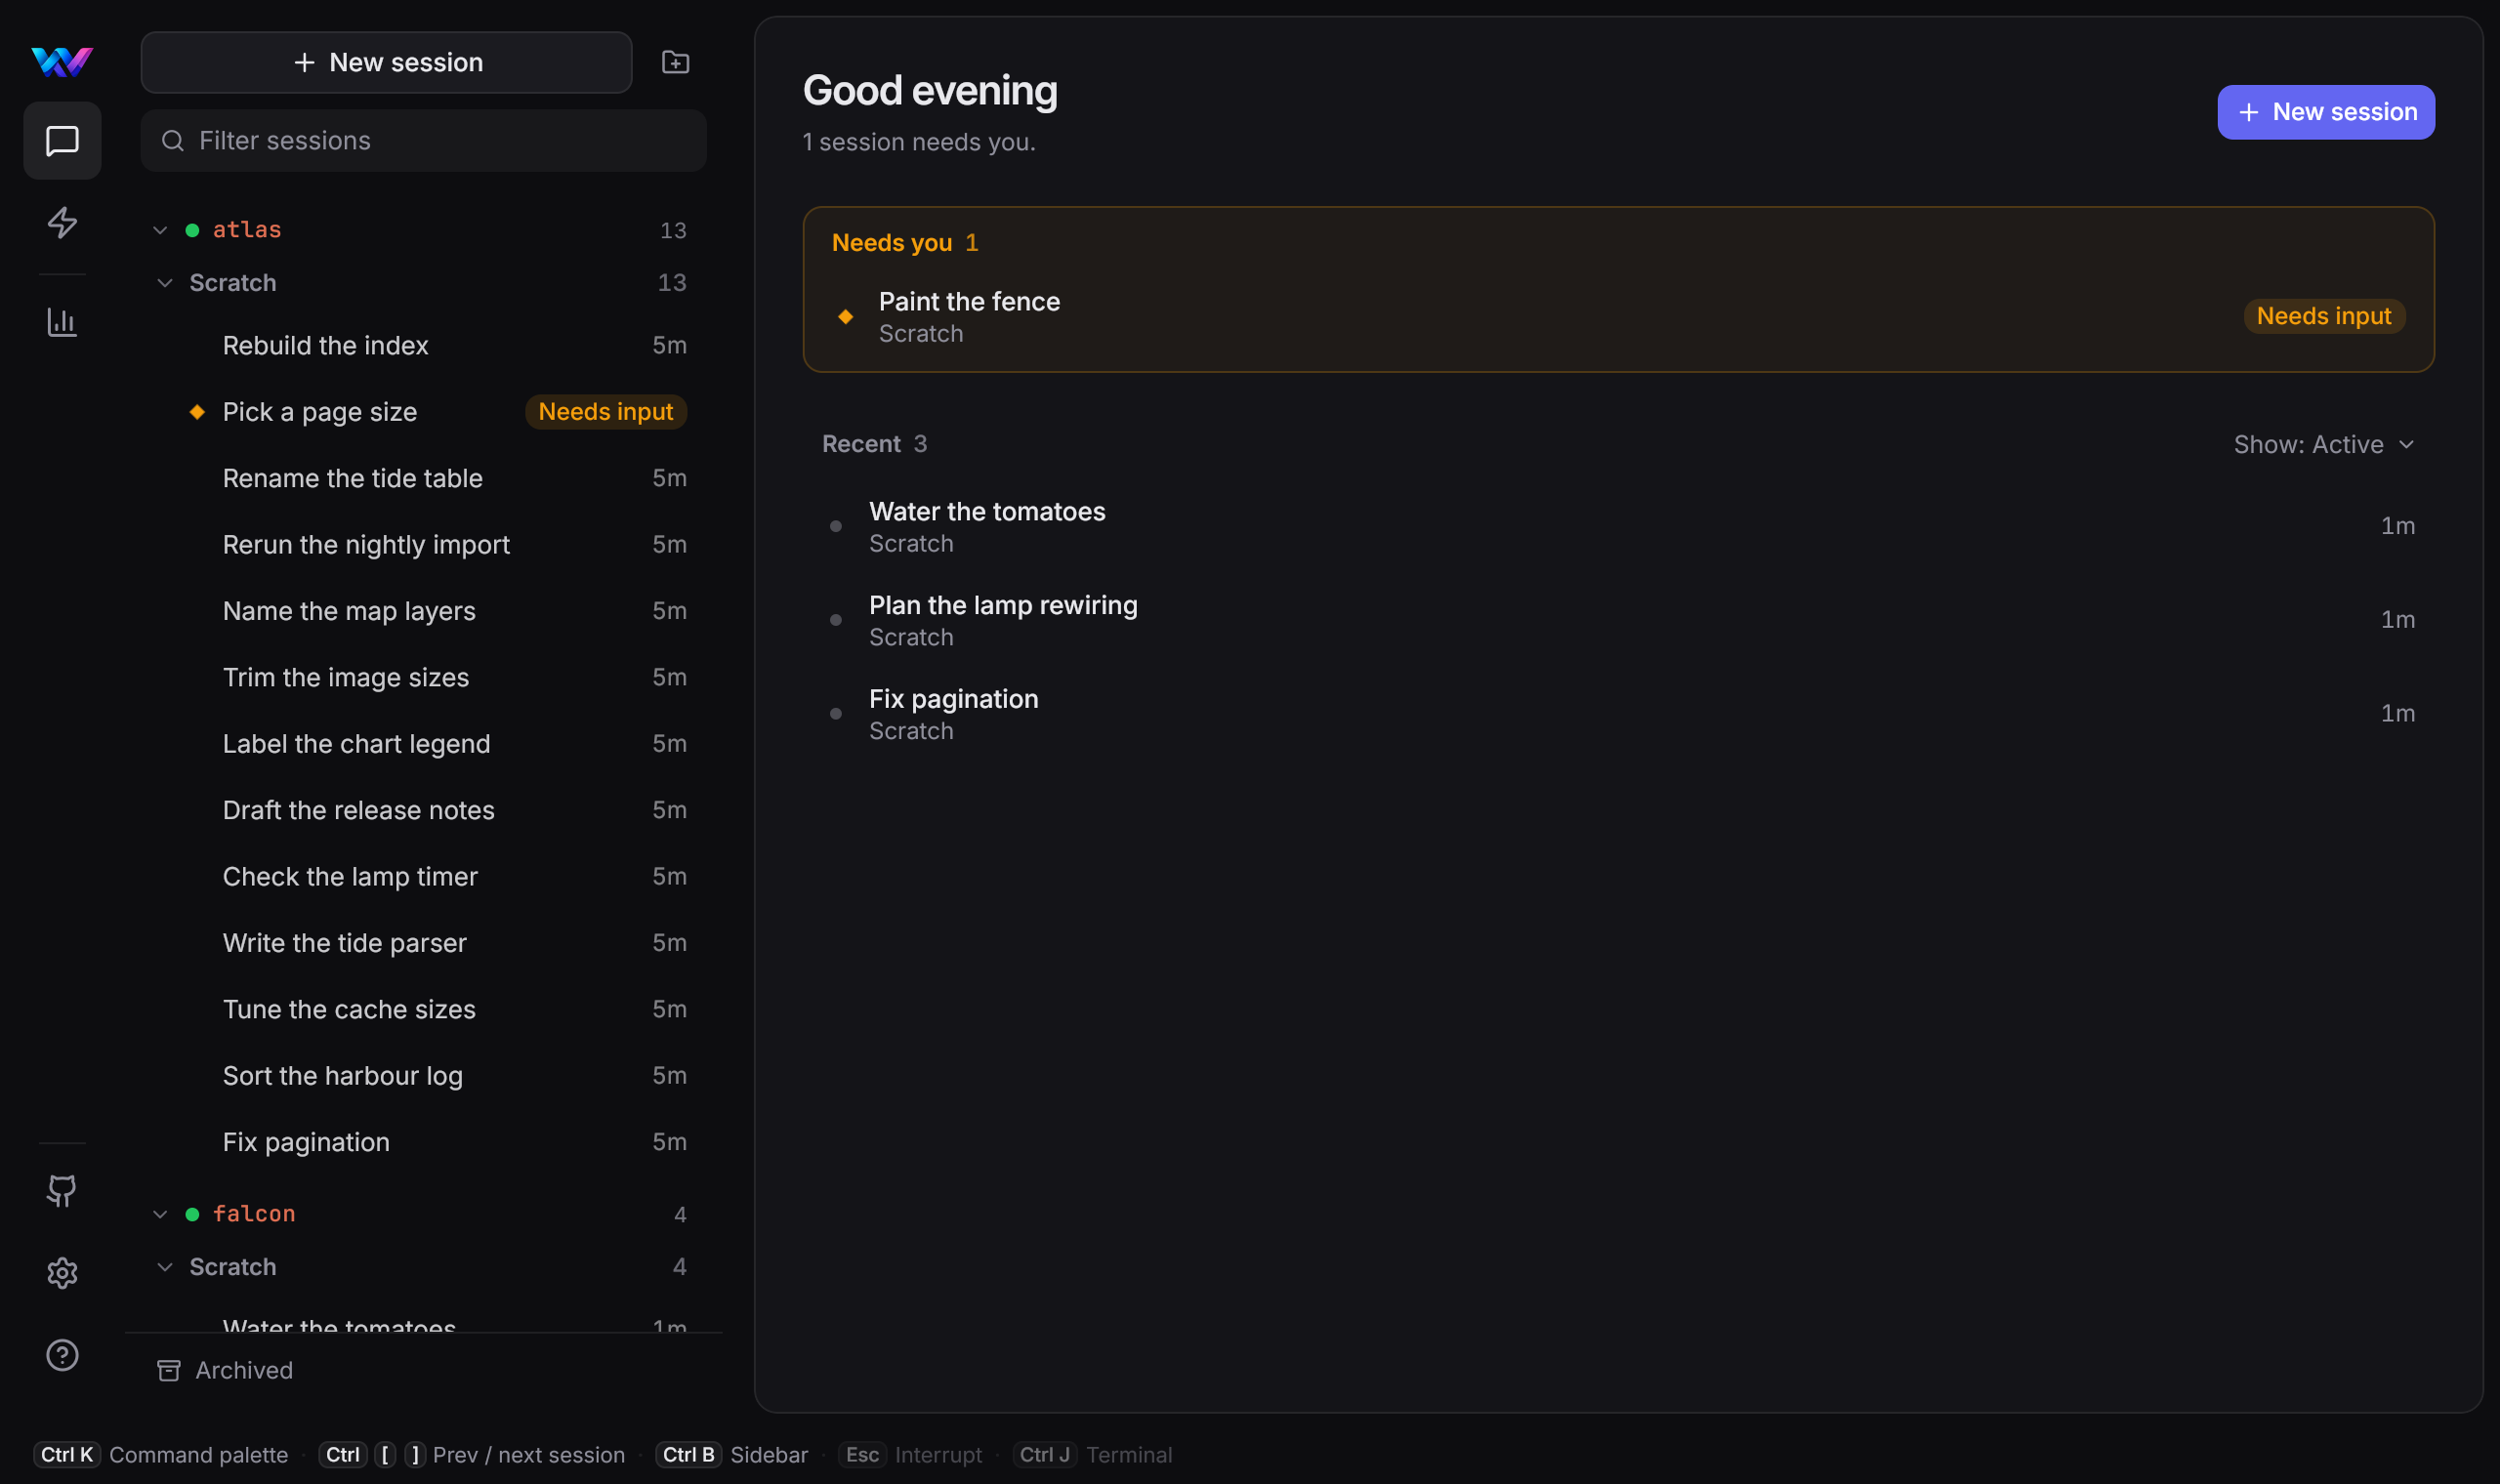 New session
Filter sessions
atlas 13
Scratch 13
Rebuild the index 5m
Pick a page size Needs input
Rename the tide table 5m
Rerun the nightly import 5m
Name the map layers 5m
Trim the image sizes 5m
Label the chart legend 5m
Draft the release notes 5m
Check the lamp timer 5m
Write the tide parser 5m
Tune the cache sizes 5m
Sort the harbour log 5m
Fix pagination 5m
falcon 4
Scratch 4
Water the tomatoes 1m
Archived
Good evening
1 session needs you.
New session
Needs you 1
Paint the fence
Scratch
Needs input
Recent 3
Show: Active
Water the tomatoes
Scratch
1m
Plan the lamp rewiring
Scratch
1m
Fix pagination
Scratch
1m
Ctrl K Command palette · Ctrl [ ] Prev / next session · Ctrl B Sidebar · Esc Interrupt · Ctrl J Terminal